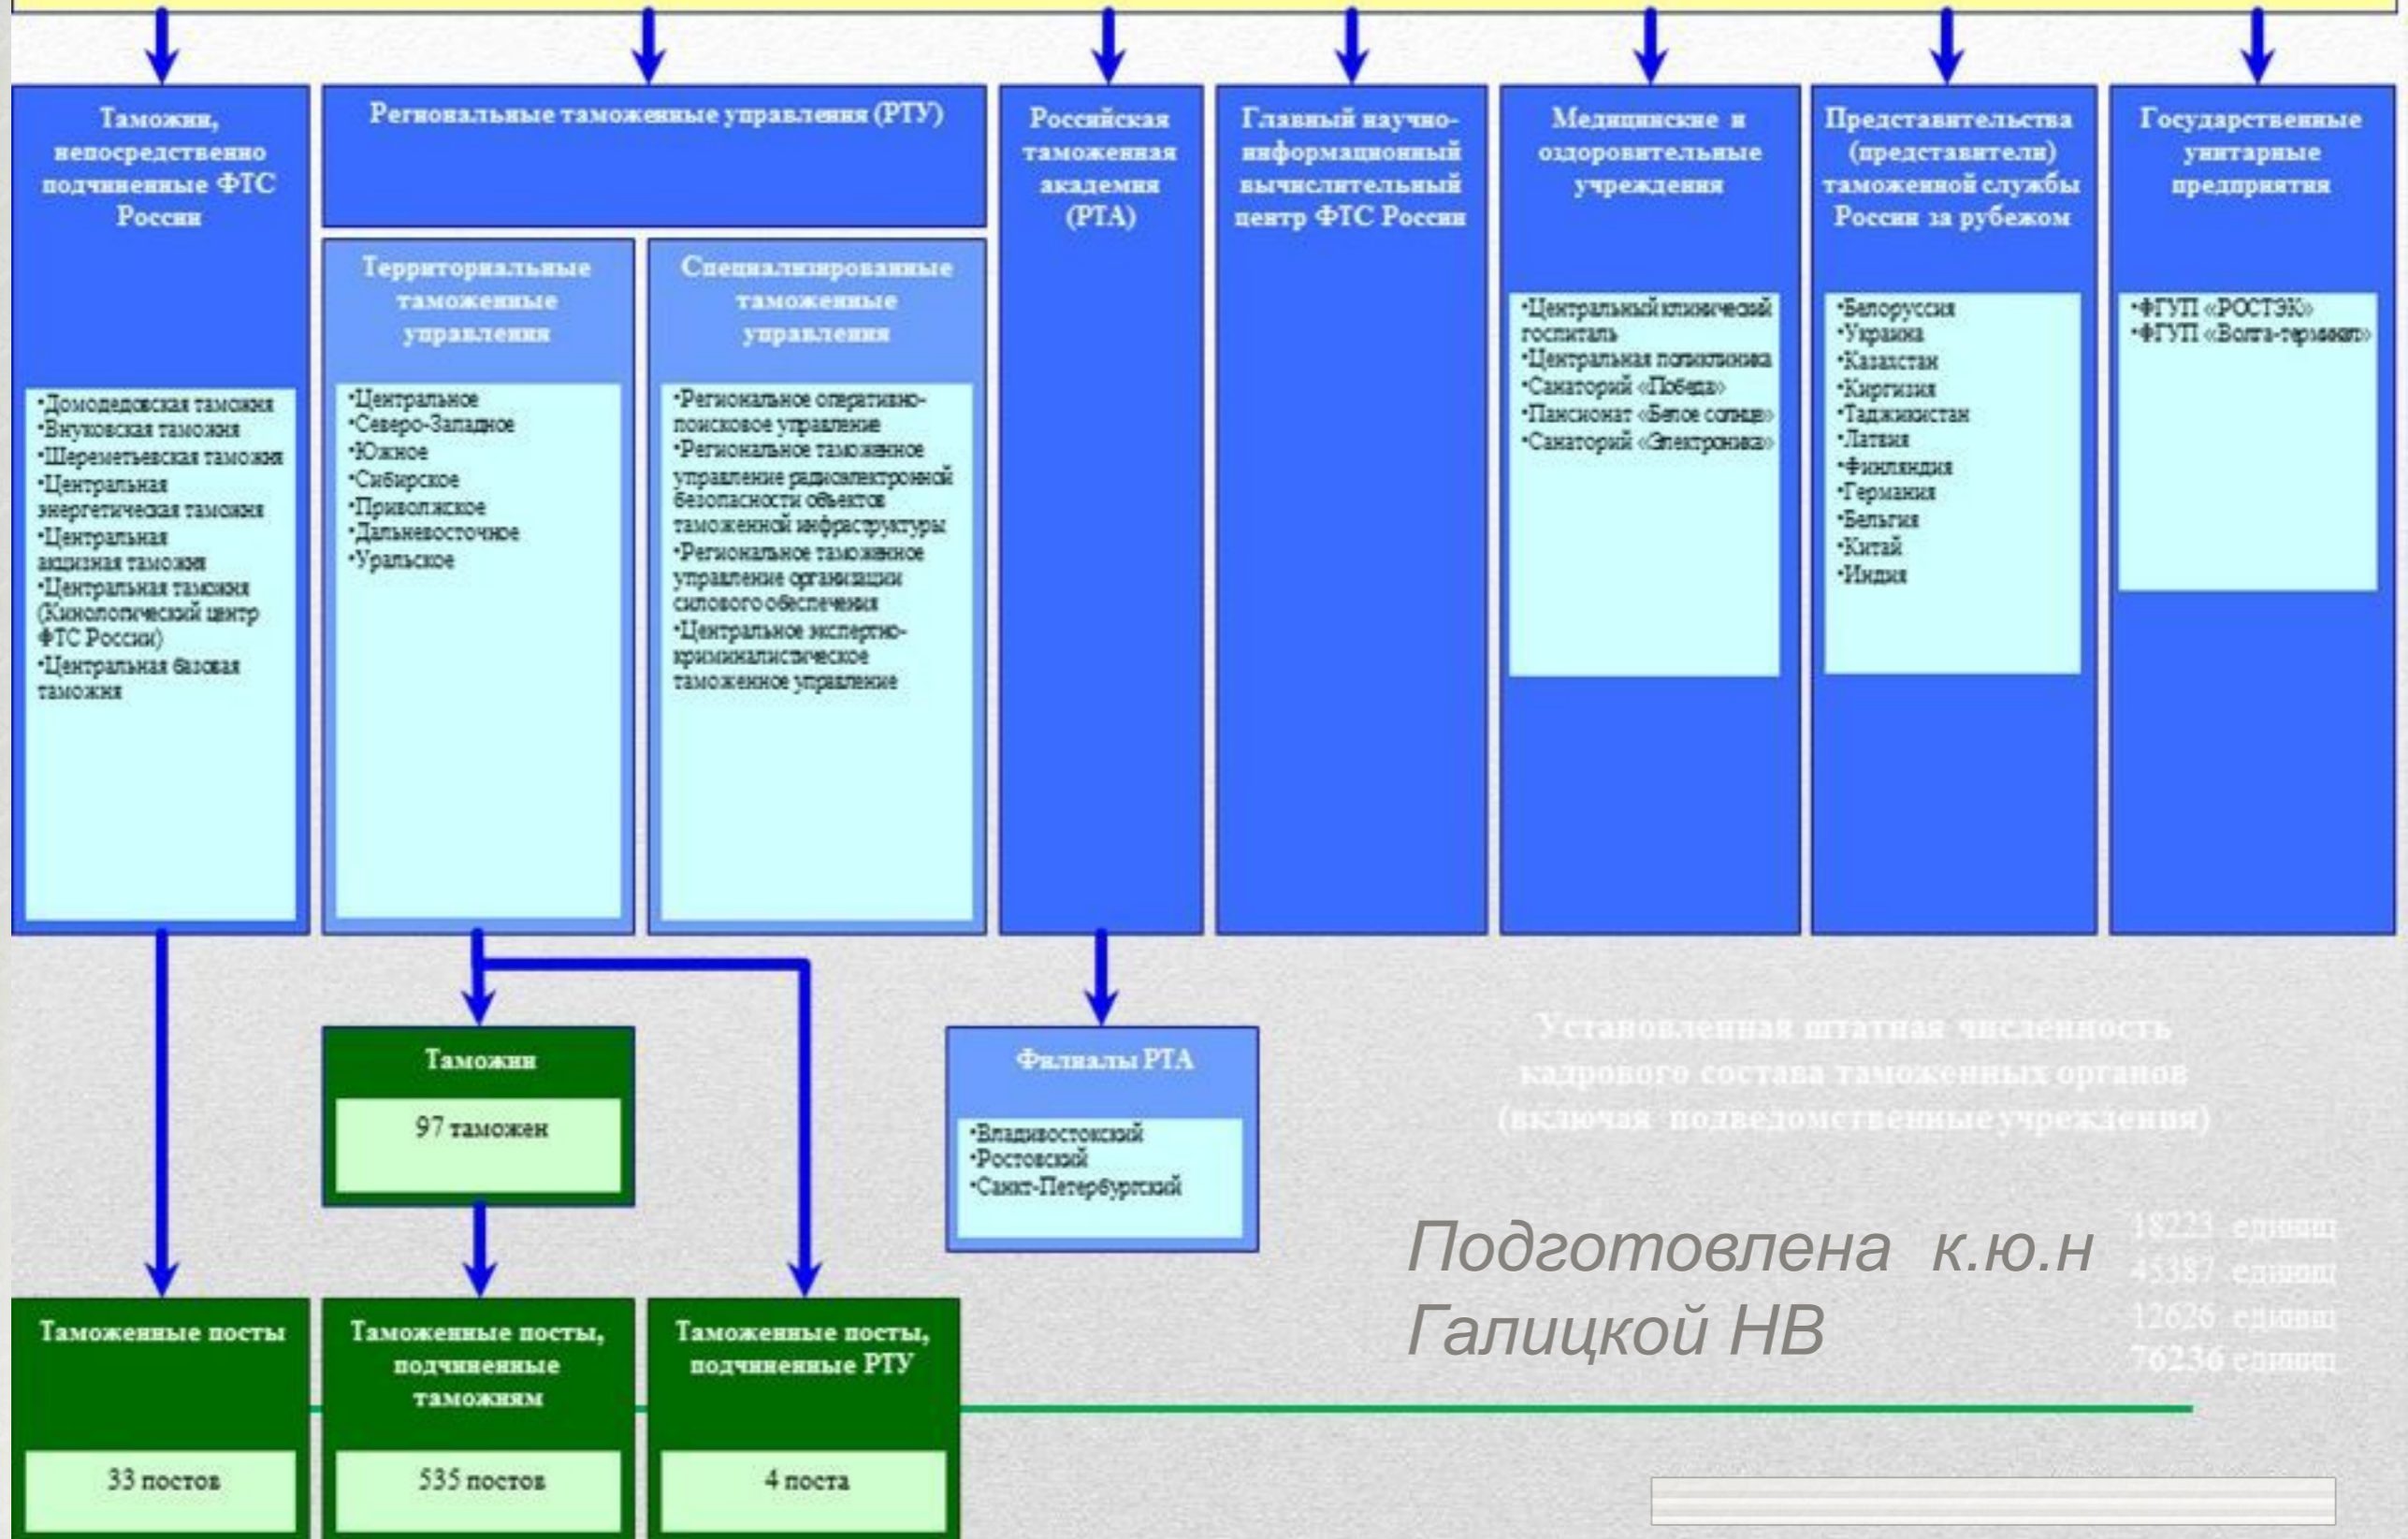 Таможни,
непосредственно
подчиненные ФТС
России
•Домодедовская таможня
•Внуковская таможня
•Шереметьевская таможня
•Центральная
энергетическая таможня
•Центральная
акцизная таможня
•Центральная таможня
(Кинологический центр
ФТС России)
•Центральная базовая
таможня
Региональные таможенные управления (РТУ)
Территориальные
таможенные
управления
•Центральное
•Северо-Западное
•Южное
•Сибирское
•Приволжское
•Дальневосточное
•Уральское
Специализированные
таможенные
управления
•Региональное оперативно-
поисковое управление
•Региональное таможенное
управление радиоэлектронной
безопасности объектов
таможенной инфраструктуры
•Региональное таможенное
управление организации
силового обеспечения
•Центральное экспертно-
криминалистическое
таможенное управление
Российская
таможенная
академия
(РТА)
Главный научно-
информационный
вычислительный
центр ФТС России
Медицинские и
оздоровительные
учреждения
•Центральный клинический
госпиталь
•Центральная поликлиника
•Санаторий «Победа»
•Пансионат «Белое солнце»
•Санаторий «Электроника»
Представительства
(представители)
таможенной службы
России за рубежом
•Белоруссия
•Украина
•Казахстан
•Киргизия
•Таджикистан
•Латвия
•Финляндия
•Германия
•Бельгия
•Китай
•Индия
Государственные
унитарные
предприятия
•ФГУП «РОСТЭК»
•ФГУП «Волга-терминал»
Таможни
97 таможен
Филиалы РТА
•Владивостокский
•Ростовский
•Санкт-Петербургский
Установленная штатная численность
кадрового состава таможенных органов
(включая подведомственные учреждения)
18223 единиц
45387 единиц
12626 единиц
76236 единиц
Подготовлена к.ю.н
Галицкой НВ
Таможенные посты
33 постов
Таможенные посты,
подчиненные
таможням
535 постов
Таможенные посты,
подчиненные РТУ
4 поста